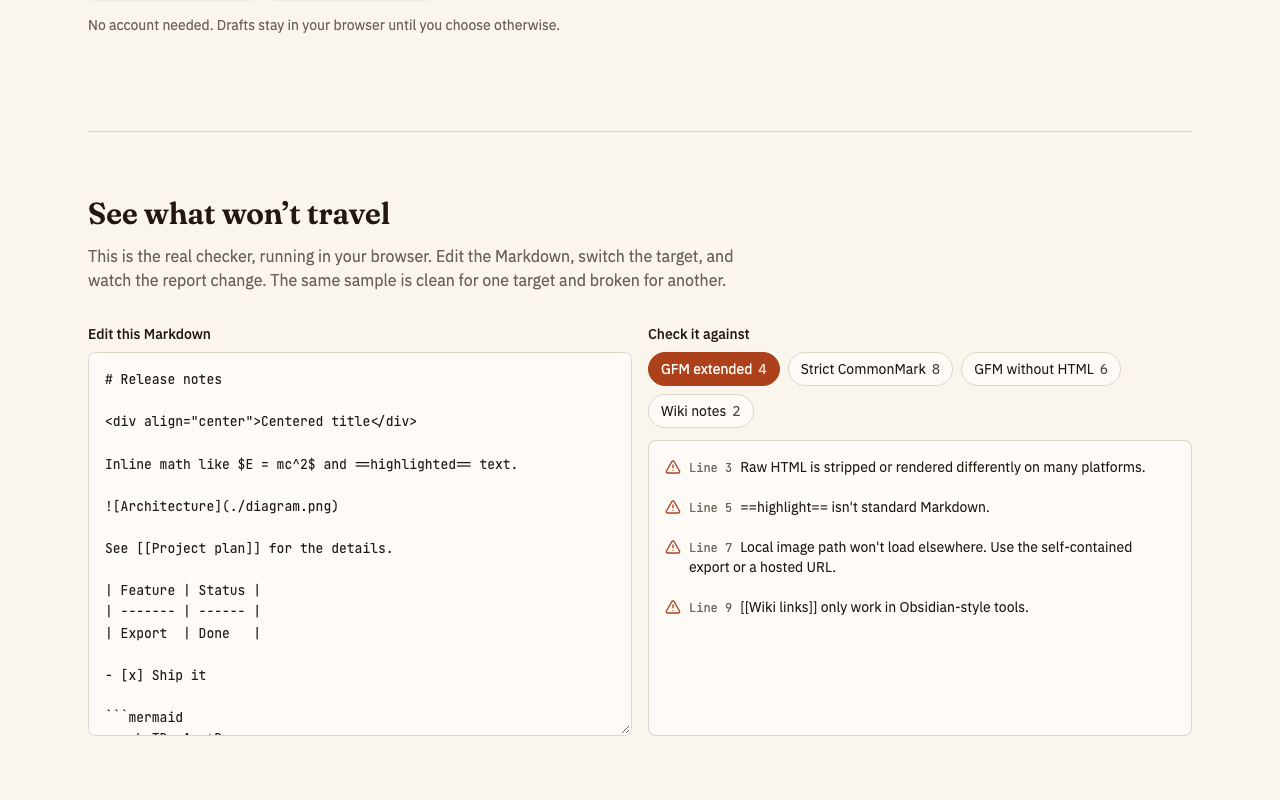 No account needed. Drafts stay in your browser until you choose otherwise.
See what won’t travel
This is the real checker, running in your browser. Edit the Markdown, switch the target, and
watch the report change. The same sample is clean for one target and broken for another.
Edit this Markdown
# Release notes
<div align="center">Centered title</div>
Inline math like $E = mc^2$ and ==highlighted== text.
![Architecture](./diagram.png)
See [[Project plan]] for the details.
| Feature | Status |
| ------- | ------ |
| Export  | Done   |
- [x] Ship it
```mermaid
Check it against
GFM extended 4
Strict CommonMark 8
GFM without HTML 6
Wiki notes 2
Line 3 Raw HTML is stripped or rendered differently on many platforms.
Line 5 ==highlight== isn't standard Markdown.
Line 7 Local image path won't load elsewhere. Use the self-contained
export or a hosted URL.
Line 9 [[Wiki links]] only work in Obsidian-style tools.